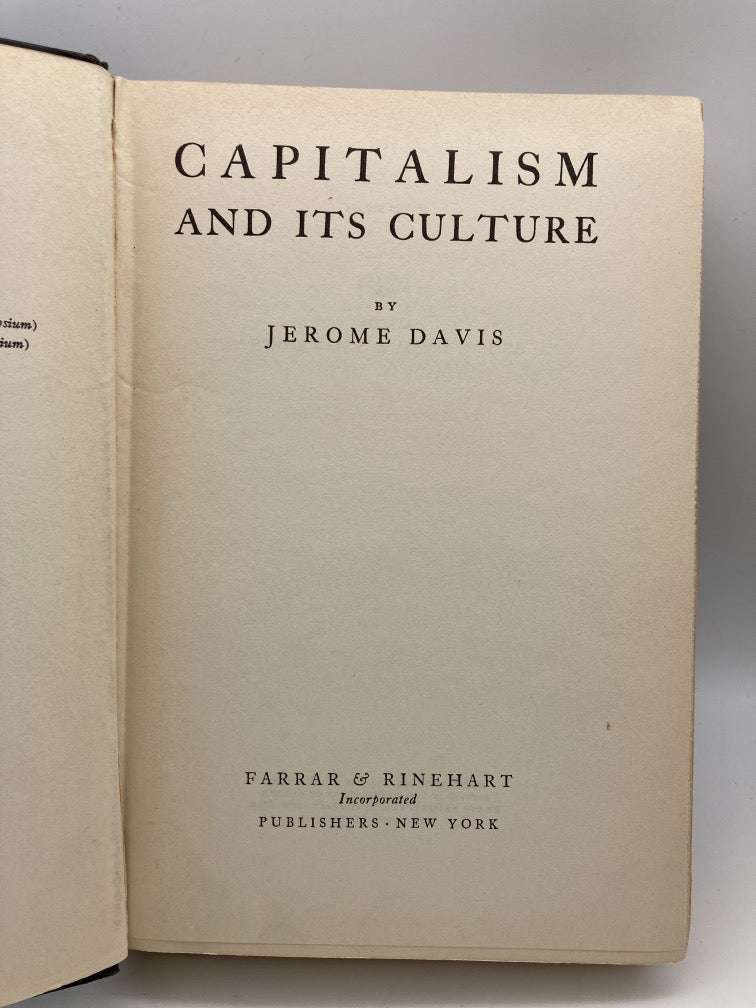 CAPITALISM
AND ITS CULTURE
BY
JEROME DAVIS
FARRAR & RINEHART
Incorporated
PUBLISHERS · NEW YORK